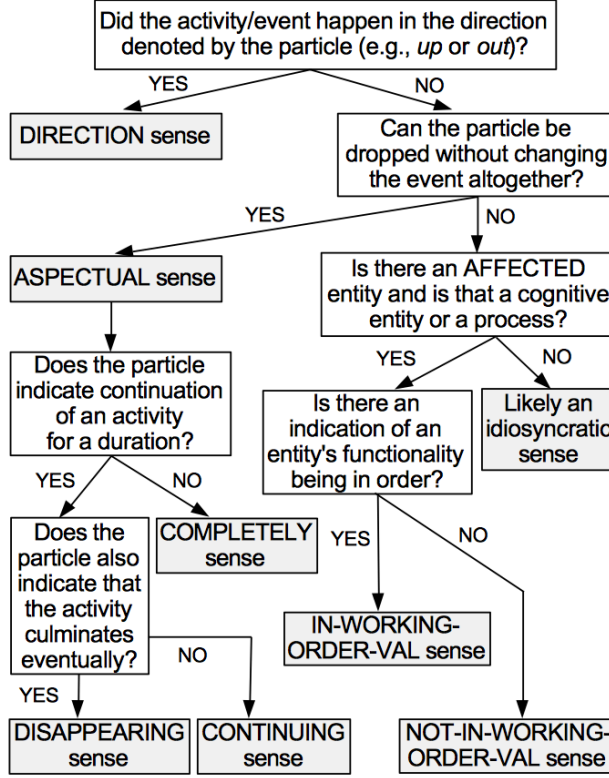 Did the activity/event happen in the direction
denoted by the particle (e.g., up or out)?
YES
NO
DIRECTION sense
Can the particle be
dropped without changing
the event altogether?
YES
NO
ASPECTUAL sense
Is there an AFFECTED
entity and is that a cognitive
entity or a process?
Does the particle
indicate continuation
of an activity
for a duration?
YES
NO
Is there an
indication of an
entity's functionality
being in order?
Likely an
idiosyncratic
sense
YES
NO
Does the
particle also
indicate that
the activity
culminates
eventually?
COMPLETELY
sense
YES
NO
IN-WORKING-
ORDER-VAL sense
YES
NO
DISAPPEARING
sense
CONTINUING
sense
NOT-IN-WORKING-
ORDER-VAL sense